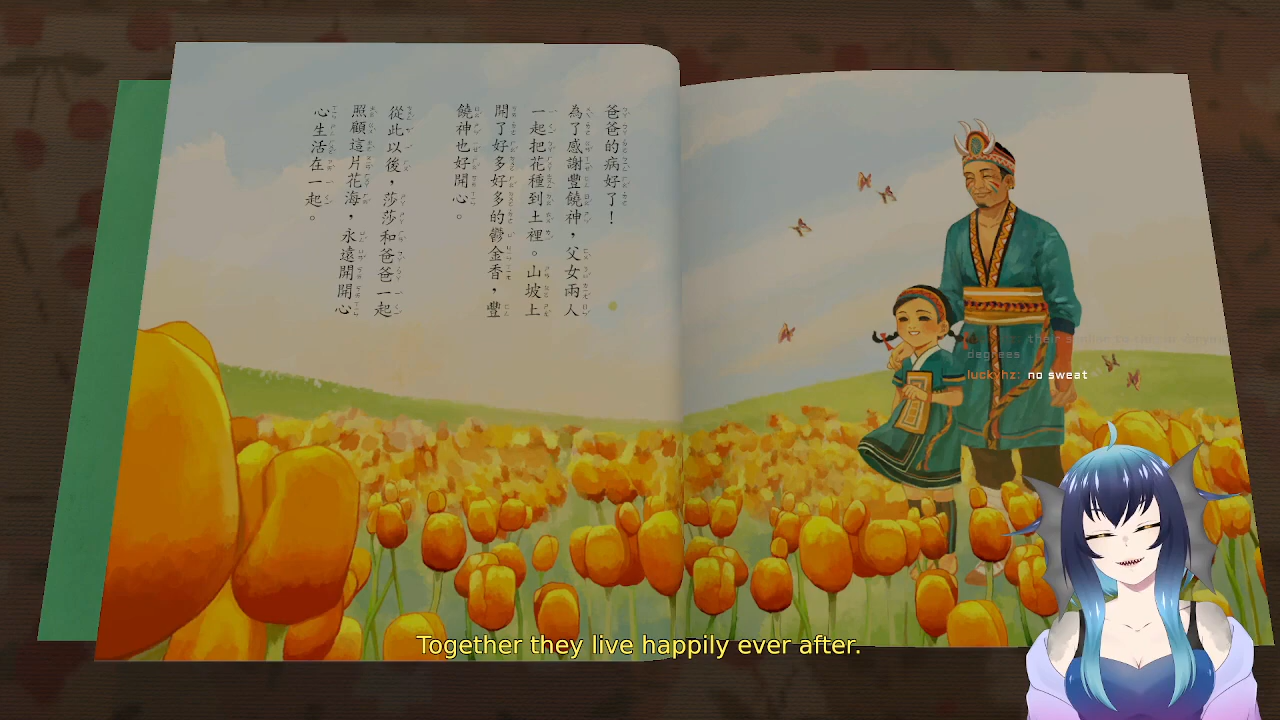 爸爸的病好了！
為了感謝豐饒神，父女兩人
一起把花種到土裡。山坡上
開了好多好多的鬱金香，豐
饒神也好開心。
從此以後，莎莎和爸爸一起
照顧這片花海，永遠開開心
心生活在一起。
degrees
luckyhz: no sweat
Together they live happily ever after.